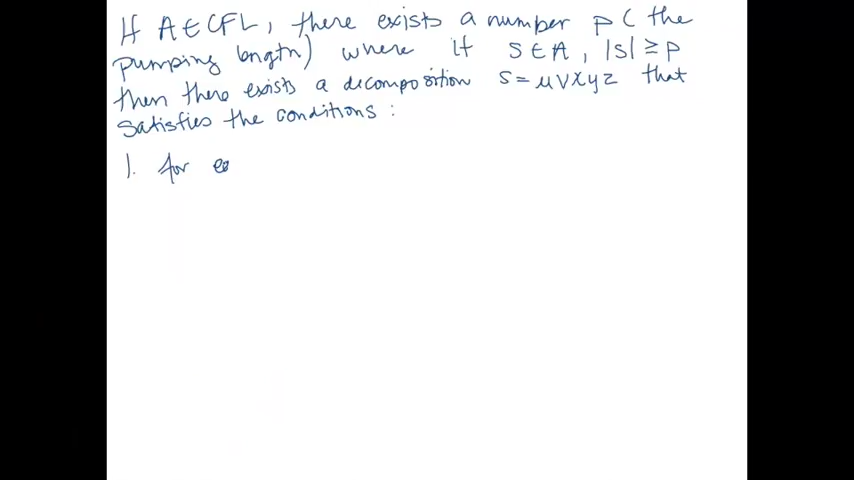 If A ∈ CFL, there exists a number p ( the
pumping length) where if S ∈ A, |S| ≥ p
then there exists a decomposition S = uvxyz that
satisfies the conditions :
1. for